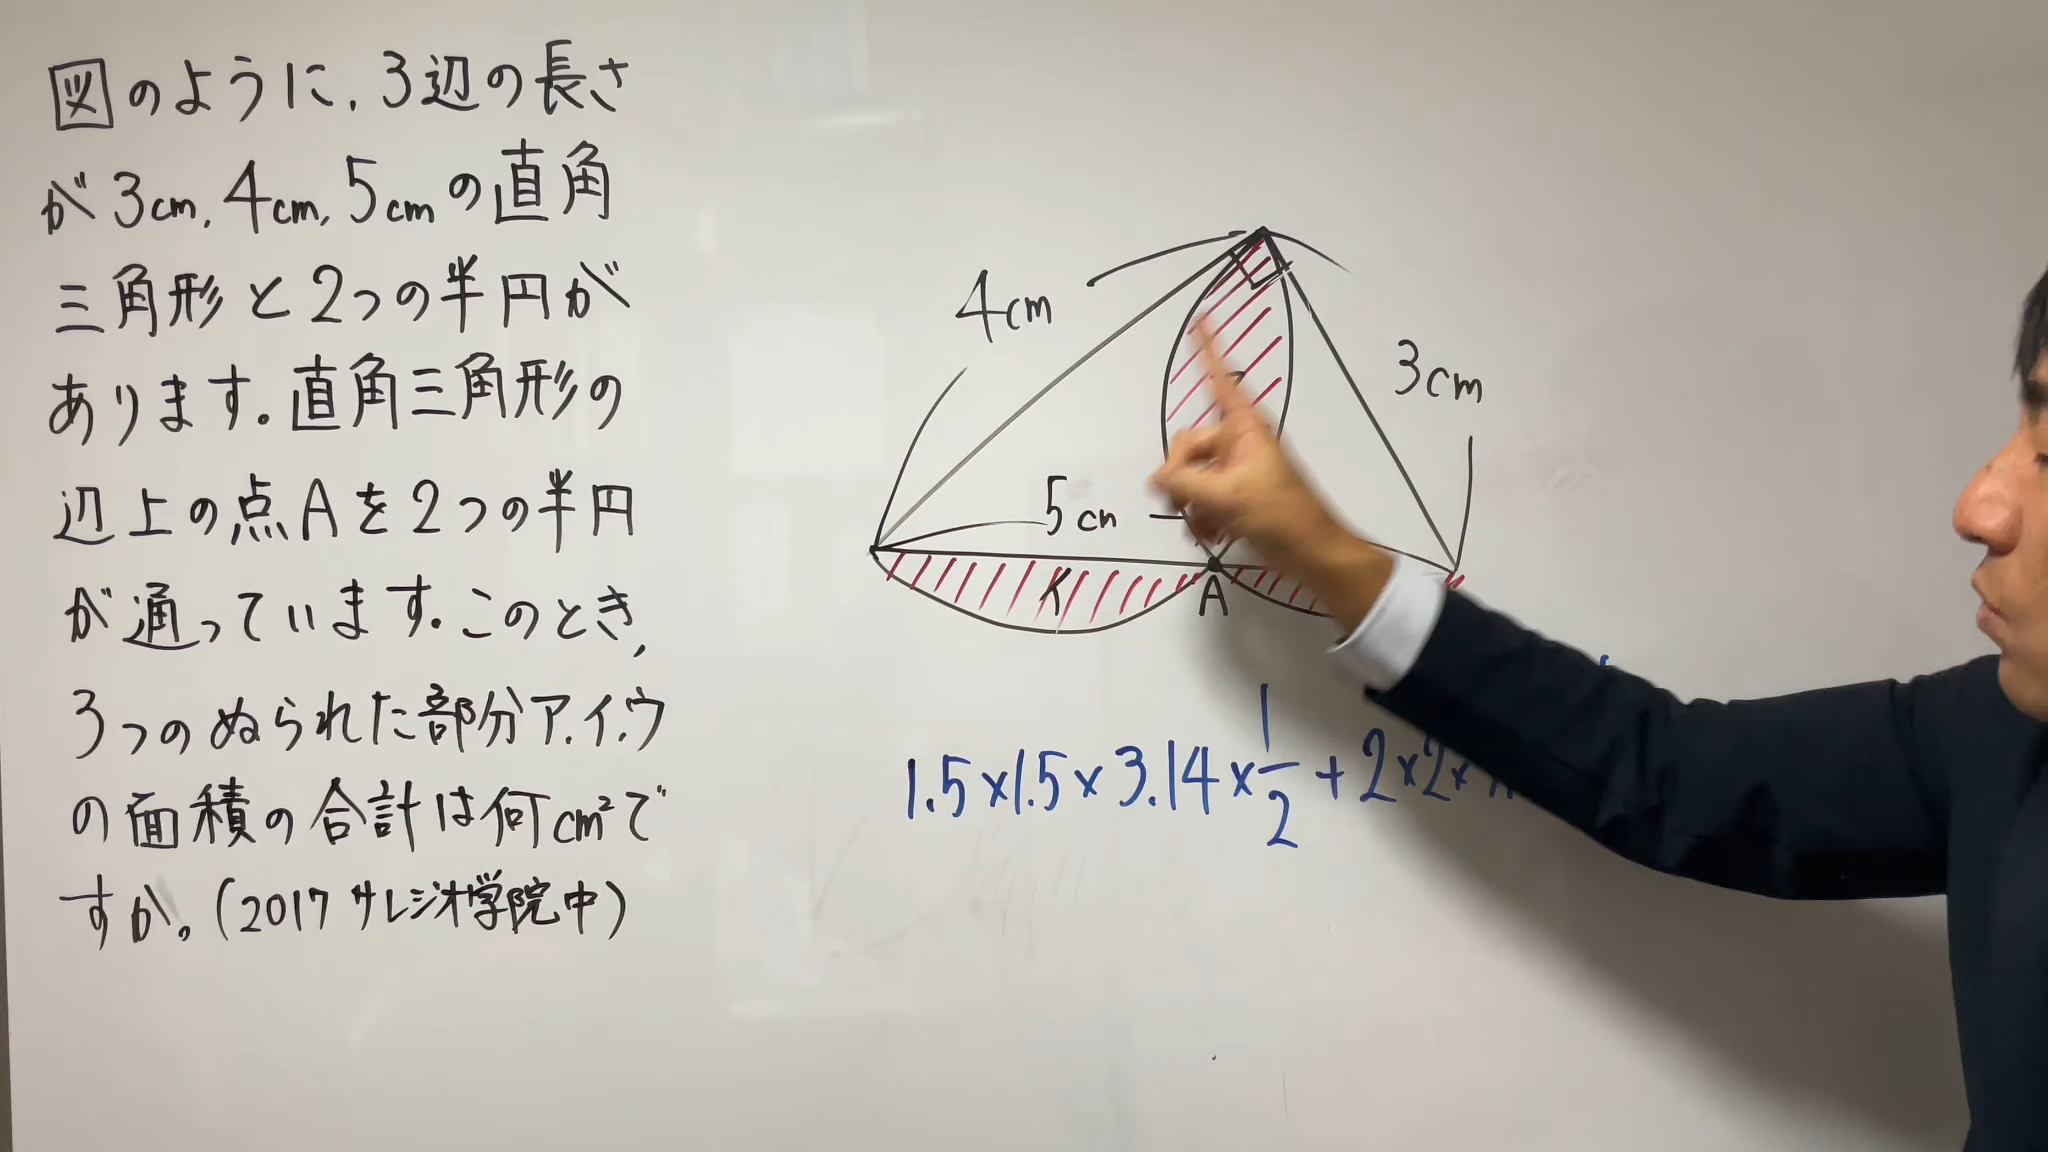 図のように、3辺の長さ
が3cm,4cm,5cmの直角
三角形と2つの半円が
あります。直角三角形の
辺上の点Aを2つの半円
が通っています。このとき、
3つのぬられた部分ア.イ.ウ
の面積の合計は何cm²で
すか。(2017 サレジオ学院中)
4cm
3cm
5cm
イ
A
1.5×1.5×3.14×1/2+2×2×